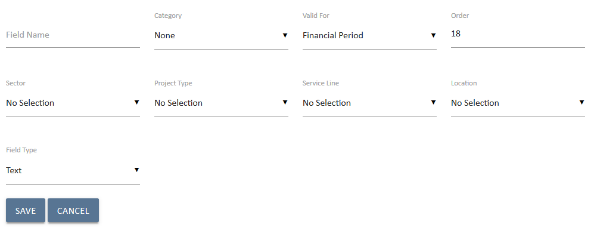 Field Name
Category
None
Valid For
Financial Period
Order
18
Sector
No Selection
Project Type
No Selection
Service Line
No Selection
Location
No Selection
Field Type
Text
SAVE CANCEL